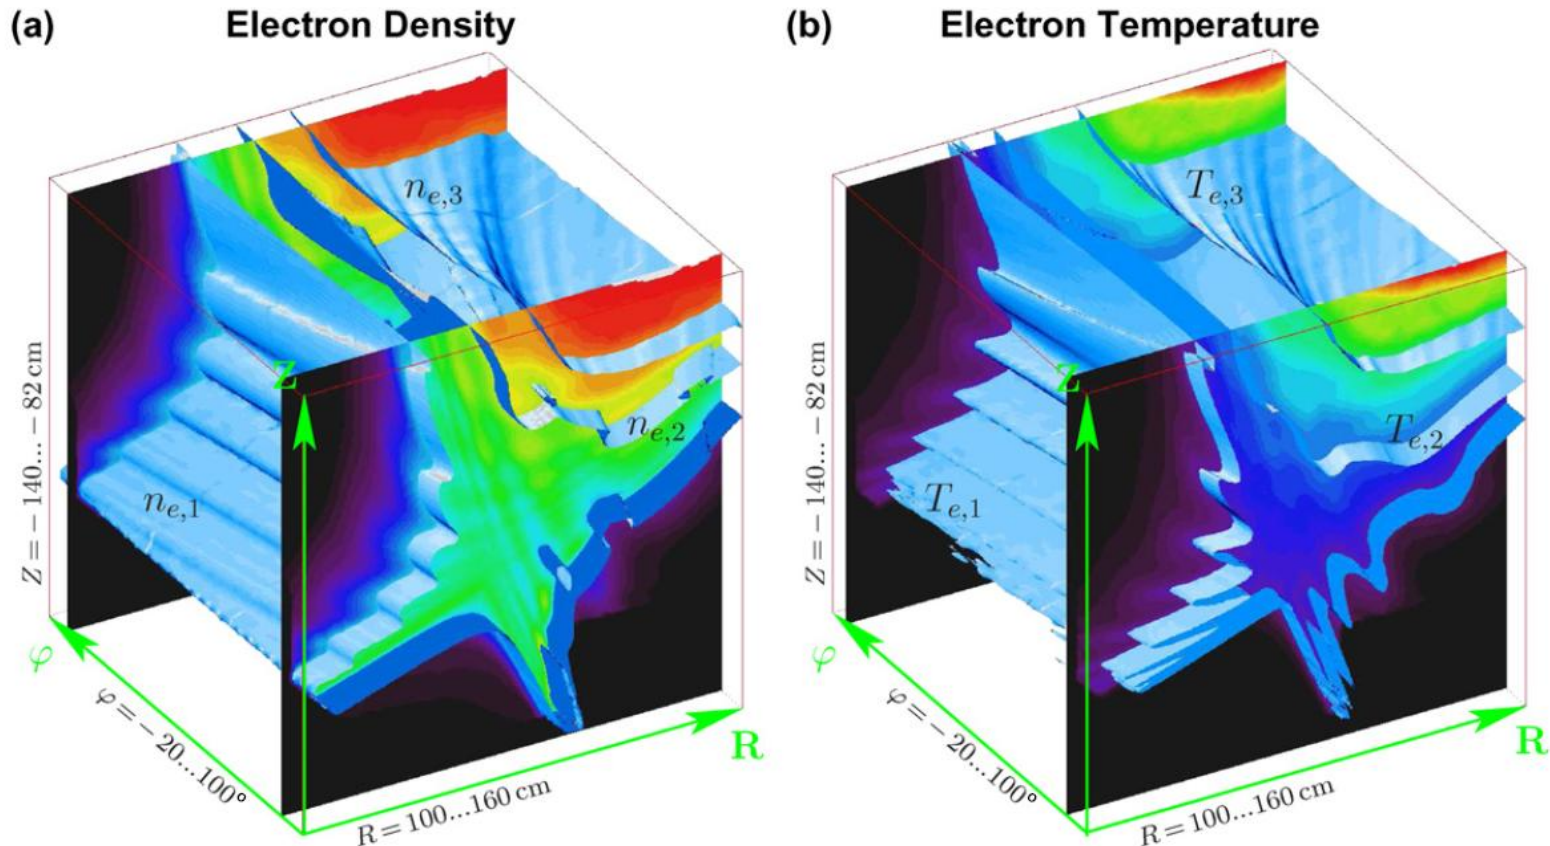 (a) Electron Density
n_{e,3}
Z
n_{e,2}
n_{e,1}
Z = − 140... − 82 cm
φ
φ = − 20...100°
R
R = 100...160 cm
(b) Electron Temperature
T_{e,3}
Z
T_{e,2}
T_{e,1}
Z = − 140... − 82 cm
φ
φ = − 20...100°
R
R = 100...160 cm